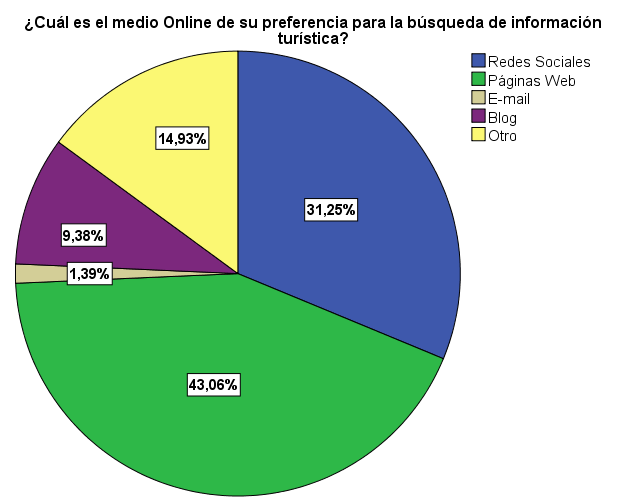 ¿Cuál es el medio Online de su preferencia para la búsqueda de información
turística?
Redes Sociales
Páginas Web
E-mail
Blog
Otro
14,93%
31,25%
9,38%
1,39%
43,06%